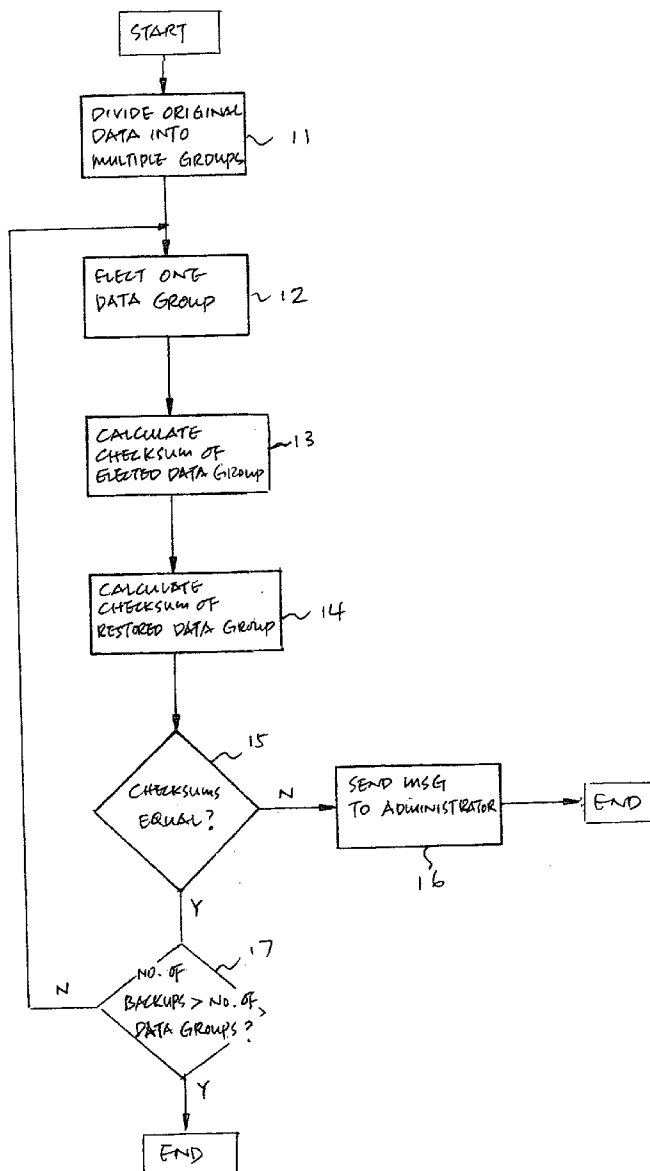 START
DIVIDE ORIGINAL
DATA INTO
MULTIPLE GROUPS
11
ELECT ONE
DATA GROUP
12
CALCULATE
CHECKSUM OF
ELECTED DATA GROUP
13
CALCULATE
CHECKSUM OF
RESTORED DATA GROUP
14
15
CHECKSUMS
EQUAL?
N
SEND MSG
TO ADMINISTRATOR
16
END
Y
17
NO. OF
BACKUPS > NO. OF
DATA GROUPS?
N
Y
END